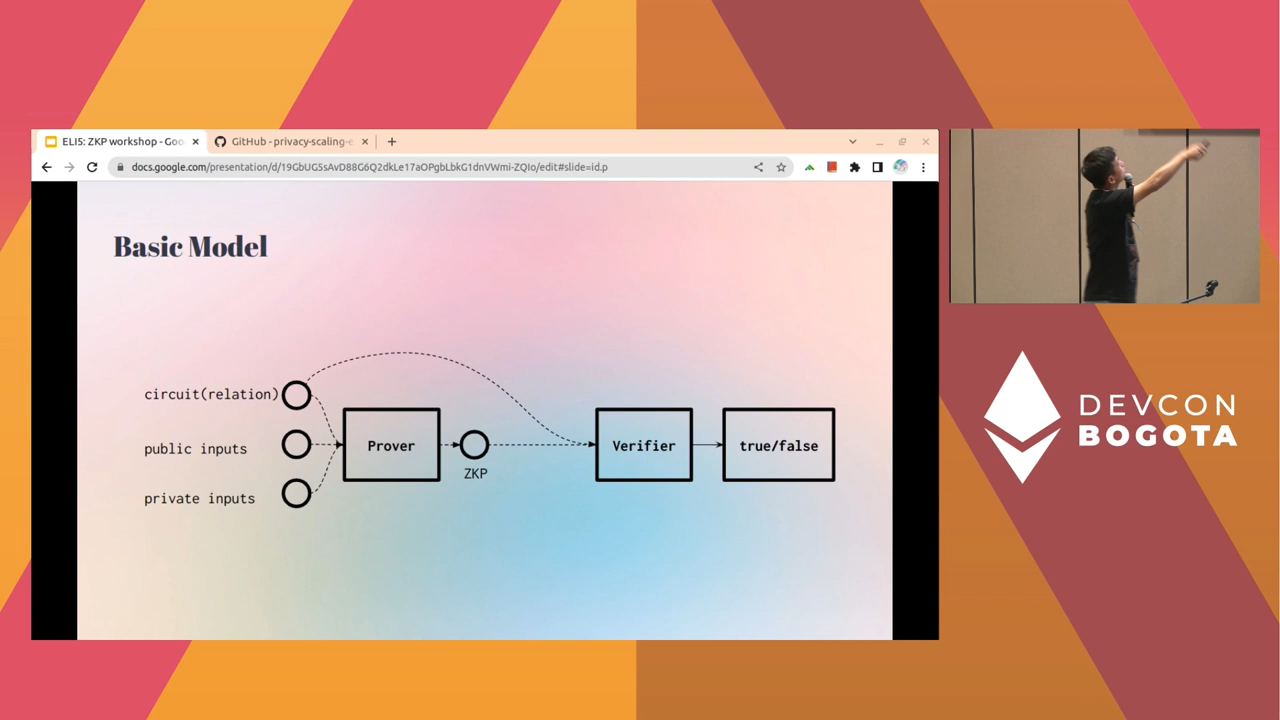 ELI5: ZKP workshop - Goo
GitHub - privacy-scaling-e
docs.google.com/presentation/d/19GbUG5sAvD88G6Q2dkLe17aOPgbLbkG1dnVWmi-ZQIo/edit#slide=id.p
Basic Model
circuit(relation)
public inputs
private inputs
Prover
ZKP
Verifier
true/false
DEVCON
BOGOTA